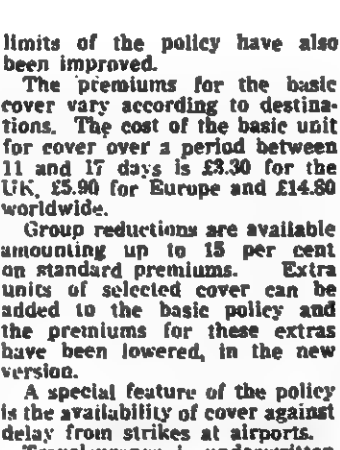 limits of the policy have also
been improved.
The premiums for the basic
cover vary according to destina-
tions. The cost of the basic unit
for cover over a period between
11 and 17 days is £3.30 for the
UK, £5.90 for Europe and £14.80
worldwide.
Group reductions are available
amounting up to 15 per cent
on standard premiums. Extra
units of selected cover can be
added to the basic policy and
the premiums for these extras
have been lowered, in the new
version.
A special feature of the policy
is the availability of cover against
delay from strikes at airports.